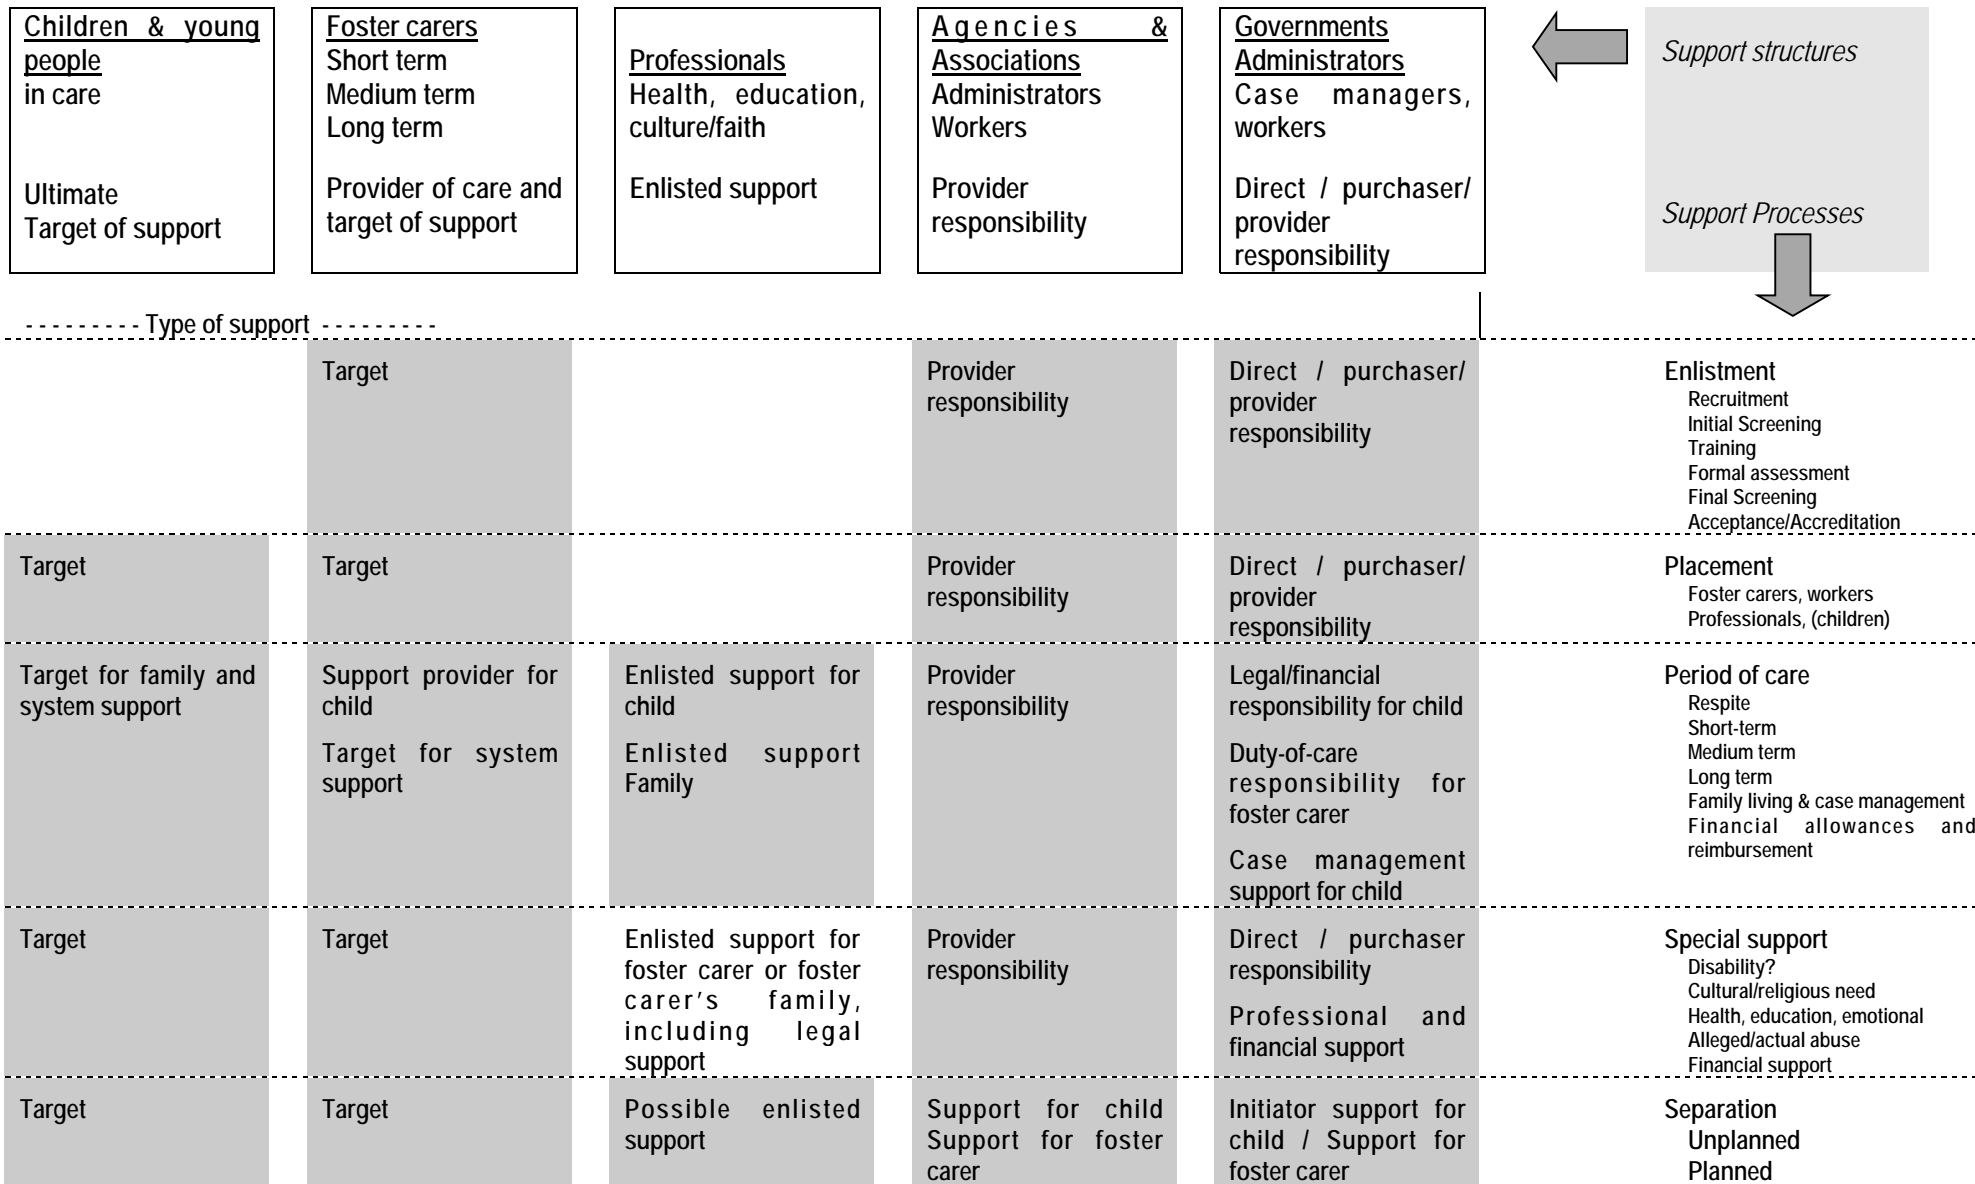 Children & young
people
in care
Ultimate
Target of support
Foster carers
Short term
Medium term
Long term
Provider of care and
target of support
Professionals
Health, education,
culture/faith
Enlisted support
Agencies &
Associations
Administrators
Workers
Provider
responsibility
Governments
Administrators
Case managers,
workers
Direct / purchaser/
provider
responsibility
Support structures
Support Processes
- - - - - - - - - Type of support - - - - - - - - -
Target
Provider
responsibility
Direct / purchaser/
provider
responsibility
Enlistment
Recruitment
Initial Screening
Training
Formal assessment
Final Screening
Acceptance/Accreditation
Target
Target
Provider
responsibility
Direct / purchaser/
provider
responsibility
Placement
Foster carers, workers
Professionals, (children)
Target for family and
system support
Support provider for
child
Target for system
support
Enlisted support for
child
Enlisted support
Family
Provider
responsibility
Legal/financial
responsibility for child
Duty-of-care
responsibility for
foster carer
Case management
support for child
Period of care
Respite
Short-term
Medium term
Long term
Family living & case management
Financial allowances and
reimbursement
Target
Target
Enlisted support for
foster carer or foster
carer's family,
including legal
support
Provider
responsibility
Direct / purchaser
responsibility
Professional and
financial support
Special support
Disability?
Cultural/religious need
Health, education, emotional
Alleged/actual abuse
Financial support
Target
Target
Possible enlisted
support
Support for child
Support for foster
carer
Initiator support for
child / Support for
foster carer
Separation
Unplanned
Planned